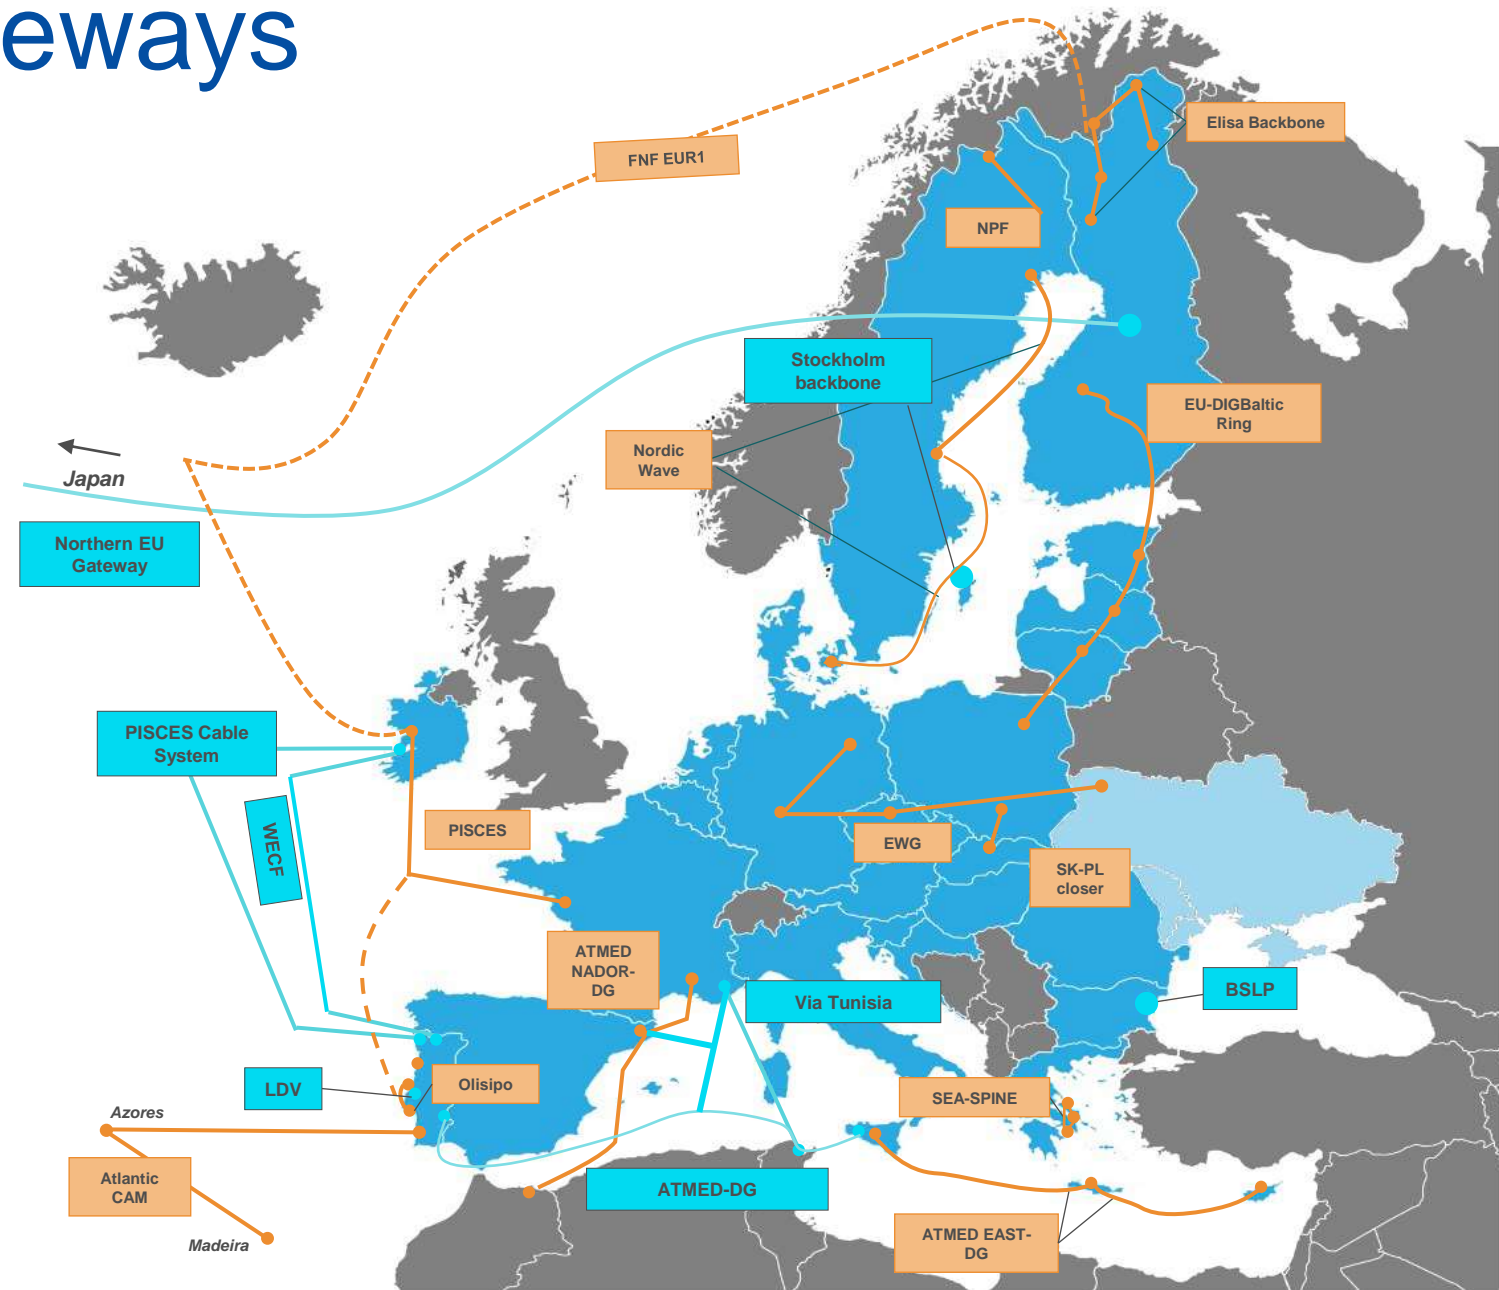 eways
FNF EUR1
Elisa Backbone
NPF
Stockholm
backbone
EU-DIGBaltic
Ring
Nordic
Wave
Japan
Northern EU
Gateway
PISCES Cable
System
WECF
PISCES
EWG
SK-PL
closer
ATMED
NADOR-
DG
Via Tunisia
BSLP
LDV
Olisipo
SEA-SPINE
Azores
Atlantic
CAM
ATMED-DG
Madeira
ATMED EAST-
DG